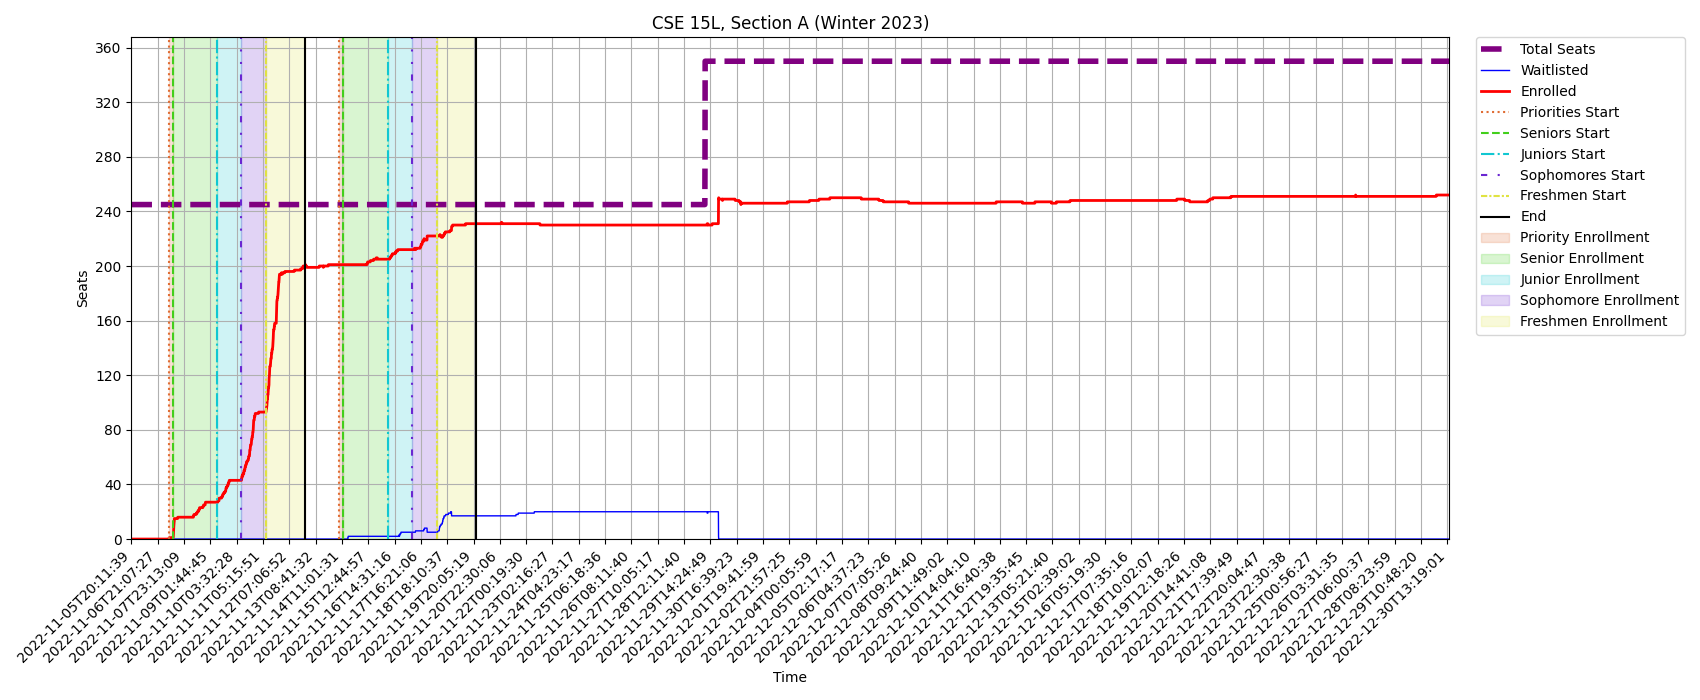 CSE 15L, Section A (Winter 2023)
Seats
360
320
280
240
200
160
120
80
40
0
2022-11-05T20:11:39
2022-11-06T21:07:27
2022-11-07T23:13:09
2022-11-09T01:44:45
2022-11-10T03:32:28
2022-11-11T05:15:51
2022-11-12T07:06:52
2022-11-13T08:41:32
2022-11-14T11:01:31
2022-11-15T12:44:57
2022-11-16T14:31:16
2022-11-17T16:21:06
2022-11-18T18:10:37
2022-11-20T20:05:19
2022-11-21T22:30:06
2022-11-23T00:19:30
2022-11-23T02:16:27
2022-11-24T04:23:17
2022-11-25T06:18:36
2022-11-26T08:11:40
2022-11-27T10:05:17
2022-11-28T12:11:40
2022-11-29T14:24:49
2022-11-30T16:39:23
2022-12-01T19:41:59
2022-12-02T21:57:25
2022-12-04T00:05:59
2022-12-05T02:17:17
2022-12-06T04:37:23
2022-12-07T07:05:26
2022-12-08T09:24:40
2022-12-09T11:49:02
2022-12-10T14:04:10
2022-12-11T16:40:38
2022-12-12T19:35:45
2022-12-13T05:21:40
2022-12-15T02:39:02
2022-12-16T05:19:30
2022-12-17T07:35:16
2022-12-18T10:02:07
2022-12-19T12:18:26
2022-12-20T14:41:08
2022-12-21T17:39:49
2022-12-22T20:04:47
2022-12-23T22:30:38
2022-12-25T00:56:27
2022-12-26T03:31:35
2022-12-27T06:00:37
2022-12-28T08:23:59
2022-12-29T10:48:20
2022-12-30T13:19:01
Time
Total Seats
Waitlisted
Enrolled
Priorities Start
Seniors Start
Juniors Start
Sophomores Start
Freshmen Start
End
Priority Enrollment
Senior Enrollment
Junior Enrollment
Sophomore Enrollment
Freshmen Enrollment